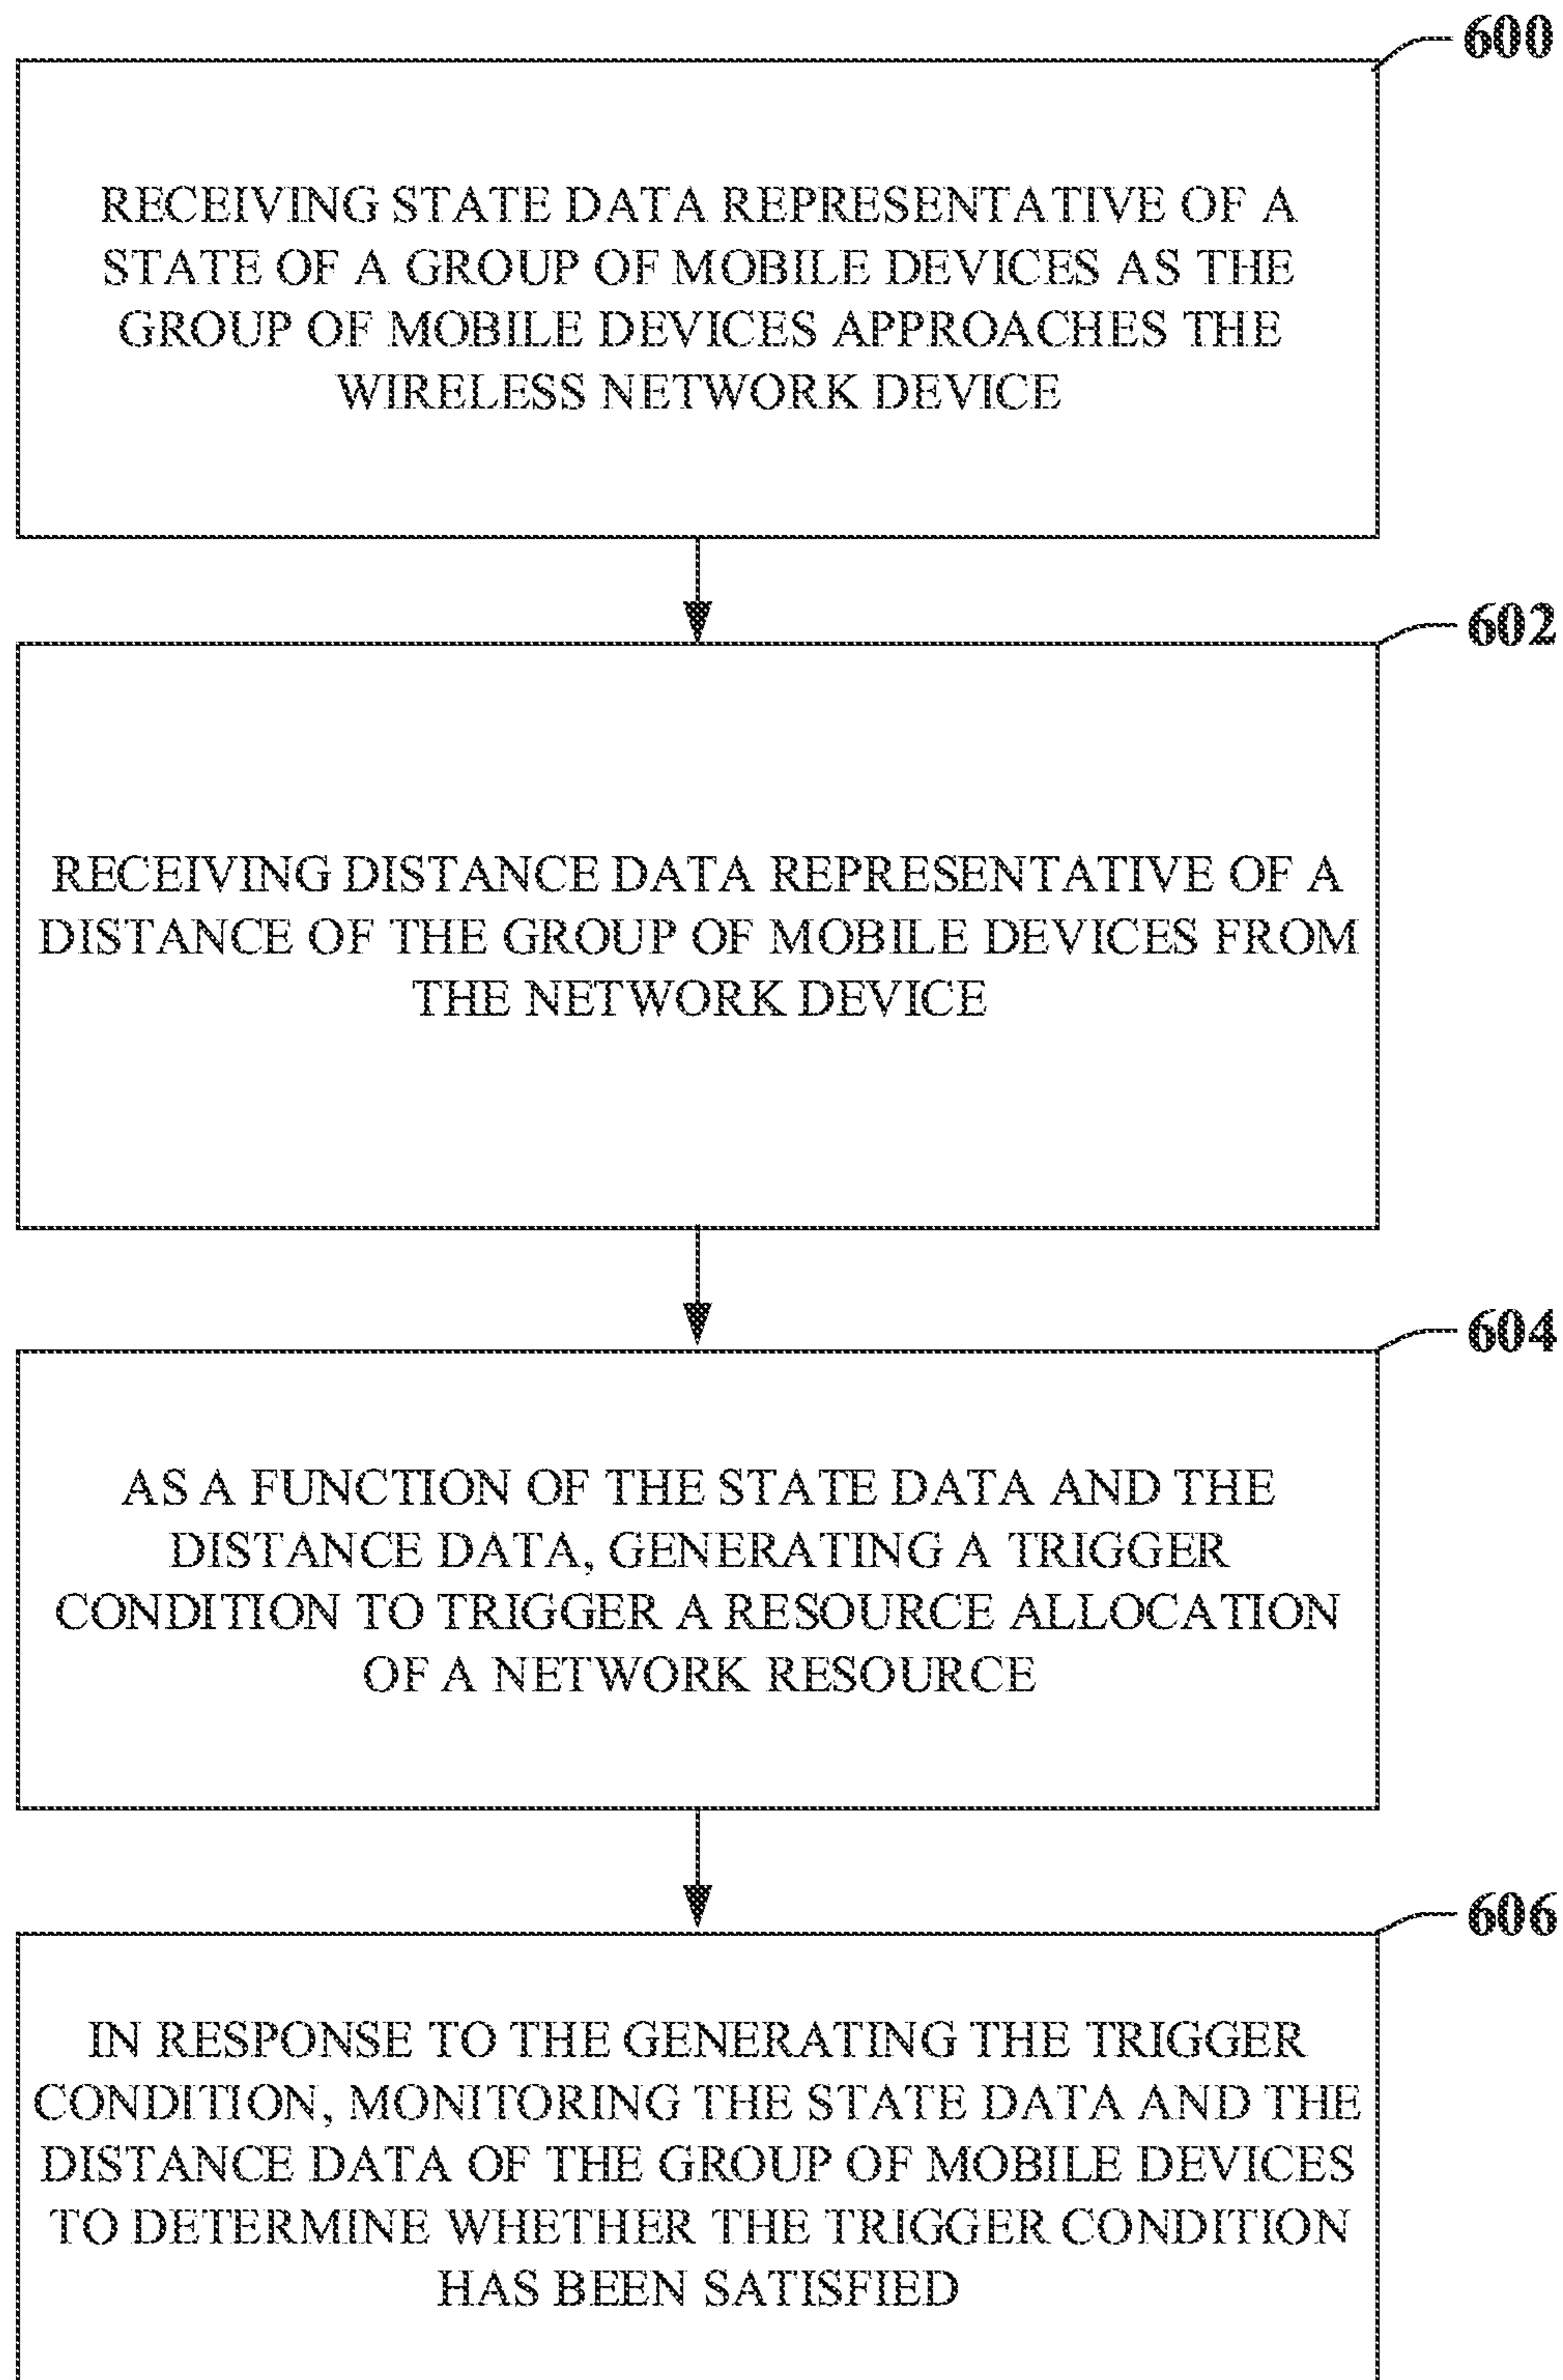 600
RECEIVING STATE DATA REPRESENTATIVE OF A
STATE OF A GROUP OF MOBILE DEVICES AS THE
GROUP OF MOBILE DEVICES APPROACHES THE
WIRELESS NETWORK DEVICE
602
RECEIVING DISTANCE DATA REPRESENTATIVE OF A
DISTANCE OF THE GROUP OF MOBILE DEVICES FROM
THE NETWORK DEVICE
604
AS A FUNCTION OF THE STATE DATA AND THE
DISTANCE DATA, GENERATING A TRIGGER
CONDITION TO TRIGGER A RESOURCE ALLOCATION
OF A NETWORK RESOURCE
606
IN RESPONSE TO THE GENERATING THE TRIGGER
CONDITION, MONITORING THE STATE DATA AND THE
DISTANCE DATA OF THE GROUP OF MOBILE DEVICES
TO DETERMINE WHETHER THE TRIGGER CONDITION
HAS BEEN SATISFIED